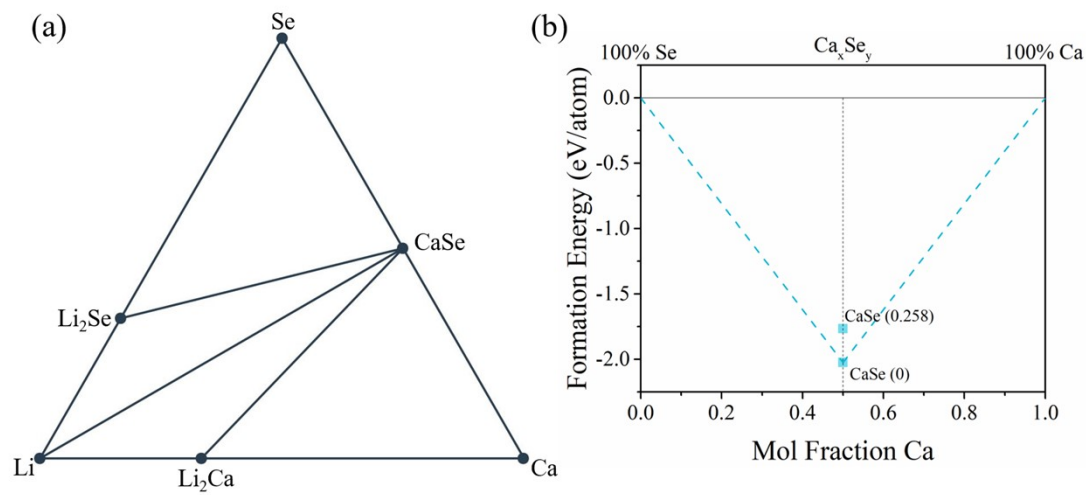 (a)
Se
CaSe
Li₂Se
Li
Li₂Ca
Ca
(b)
100% Se
CaₓSeᵧ
100% Ca
Formation Energy (eV/atom)
0.0
-0.5
-1.0
-1.5
-2.0
CaSe (0.258)
CaSe (0)
0.0 0.2 0.4 0.6 0.8 1.0
Mol Fraction Ca